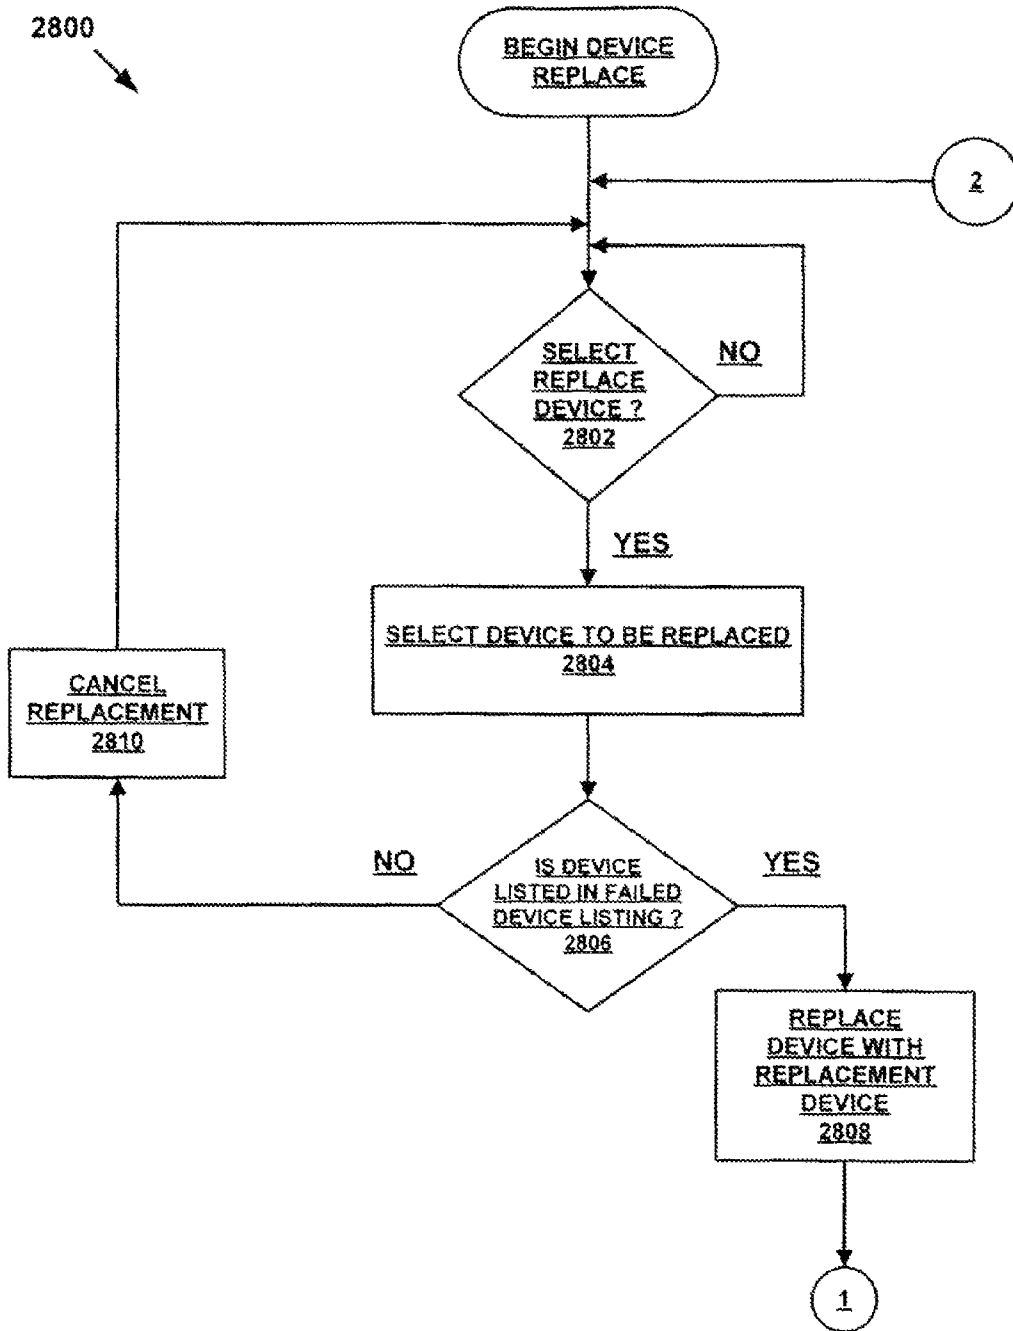 2800
BEGIN DEVICE
REPLACE
2
SELECT
REPLACE
DEVICE ?
2802
NO
YES
SELECT DEVICE TO BE REPLACED
2804
CANCEL
REPLACEMENT
2810
NO
IS DEVICE
LISTED IN FAILED
DEVICE LISTING ?
2806
YES
REPLACE
DEVICE WITH
REPLACEMENT
DEVICE
2808
1